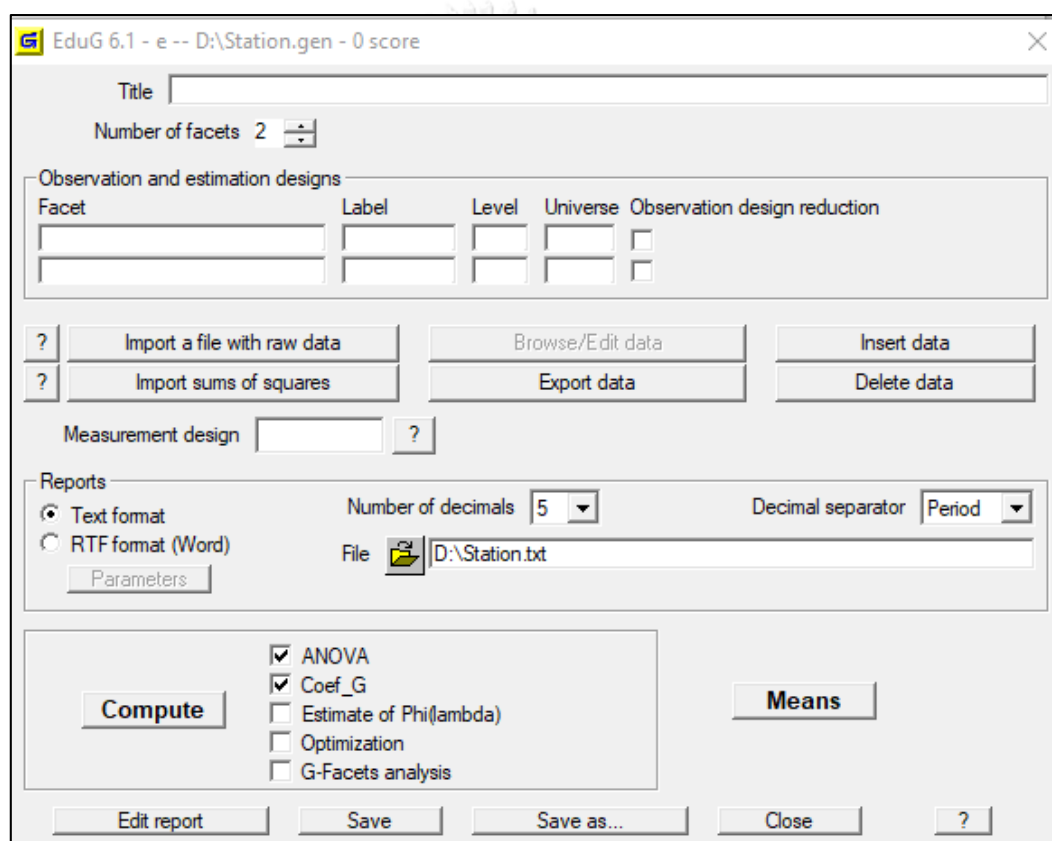 EduG 6.1 - e -- D:\Station.gen - 0 score
Title
Number of facets 2
Observation and estimation designs
Facet Label Level Universe Observation design reduction
? Import a file with raw data Browse/Edit data Insert data
? Import sums of squares Export data Delete data
Measurement design ?
Reports
Text format Number of decimals 5 Decimal separator Period
RTF format (Word) File D:\Station.txt
Parameters
ANOVA
Coef_G
Compute Estimate of Phi(lambda) Means
Optimization
G-Facets analysis
Edit report Save Save as... Close ?